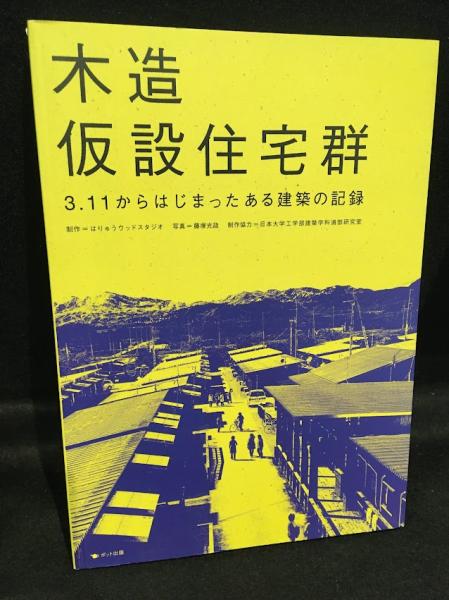 木造
仮設住宅群
3.11からはじまったある建築の記録
制作＝はりゅうウッドスタジオ　写真＝藤塚光政　制作協力＝日本大学工学部建築学科浦部研究室
ポット出版